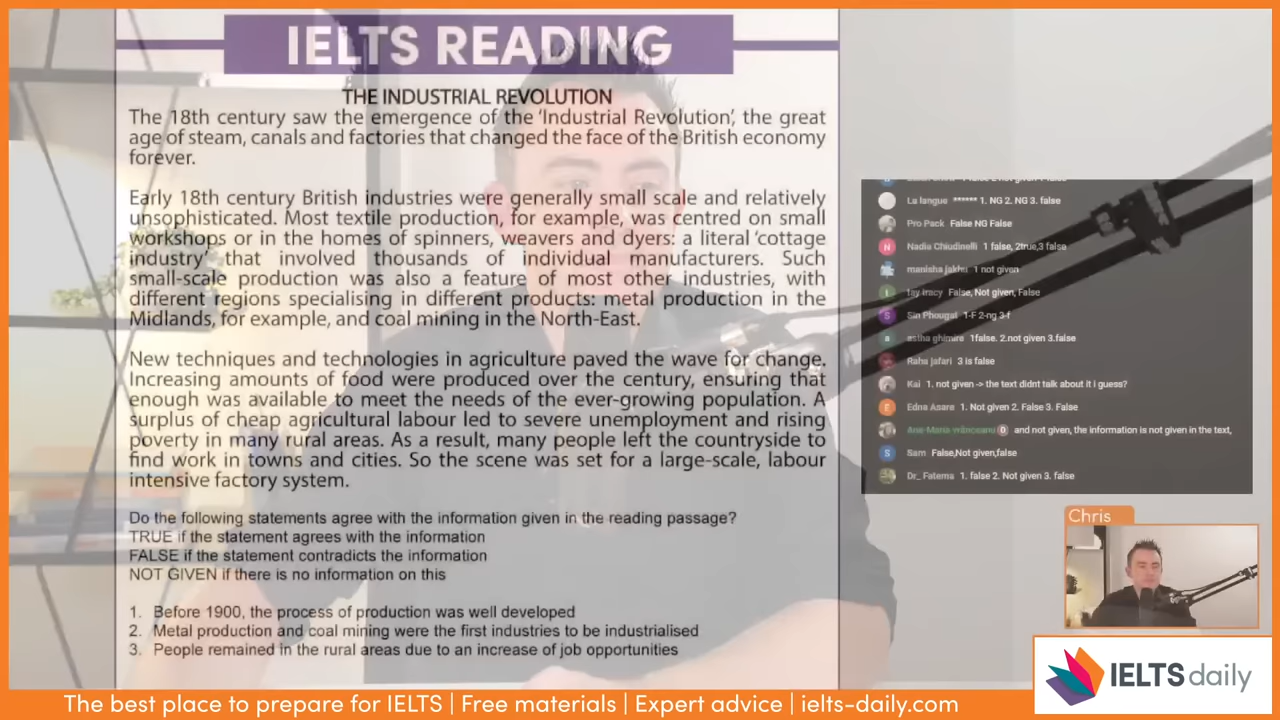 IELTS READING
THE INDUSTRIAL REVOLUTION
The 18th century saw the emergence of the 'Industrial Revolution', the great
age of steam, canals and factories that changed the face of the British economy
forever.
Early 18th century British industries were generally small scale and relatively
unsophisticated. Most textile production, for example, was centred on small
workshops or in the homes of spinners, weavers and dyers: a literal 'cottage
industry' that involved thousands of individual manufacturers. Such
small-scale production was also a feature of most other industries, with
different regions specialising in different products: metal production in the
Midlands, for example, and coal mining in the North-East.
New techniques and technologies in agriculture paved the wave for change.
Increasing amounts of food were produced over the century, ensuring that
enough was available to meet the needs of the ever-growing population. A
surplus of cheap agricultural labour led to severe unemployment and rising
poverty in many rural areas. As a result, many people left the countryside to
find work in towns and cities. So the scene was set for a large-scale, labour
intensive factory system.
Do the following statements agree with the information given in the reading passage?
TRUE if the statement agrees with the information
FALSE if the statement contradicts the information
NOT GIVEN if there is no information on this
1. Before 1900, the process of production was well developed
2. Metal production and coal mining were the first industries to be industrialised
3. People remained in the rural areas due to an increase of job opportunities
La langue ****** 1. NG 2. NG 3. false
Pro Pack False NG False
N Nadia Chiudinelli 1 false, 2true,3 false
manisha jakhar 1 not given
fay tracy False, Not given, False
S Sin Phougat 1-F 2-ng 3-f
a astha ghimire 1false. 2.not given 3.false
Raha jafari 3 is false
Kai 1. not given -> the text didnt talk about it i guess?
E Edna Asare 1. Not given 2. False 3. False
Ana Maria and not given, the information is not given in the text,
S Sam False,Not given,false
Dr_ Fatema 1. false 2. Not given 3. false
Chris
IELTS daily
The best place to prepare for IELTS | Free materials | Expert advice | ielts-daily.com